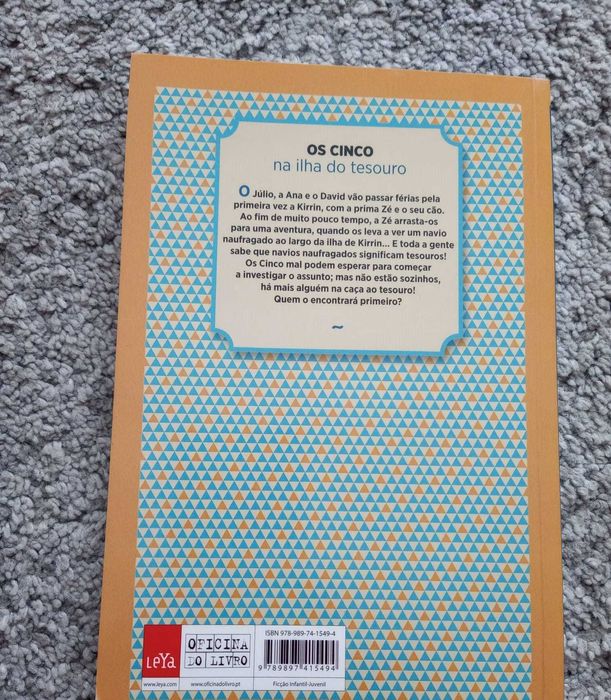 OS CINCO
na ilha do tesouro
O Júlio, a Ana e o David vão passar férias pela
primeira vez a Kirrin, com a prima Zé e o seu cão.
Ao fim de muito pouco tempo, a Zé arrasta-os
para uma aventura, quando os leva a ver um navio
naufragado ao largo da ilha de Kirrin... E toda a gente
sabe que navios naufragados significam tesouros!
Os Cinco mal podem esperar para começar
a investigar o assunto; mas não estão sozinhos,
há mais alguém na caça ao tesouro!
Quem o encontrará primeiro?
~
LEYA
www.leya.com
OFICINA
DO LIVRO
www.oficinadolivro.pt
ISBN 978-989-74-1549-4
9 789897 415494
Ficção Infantil-Juvenil